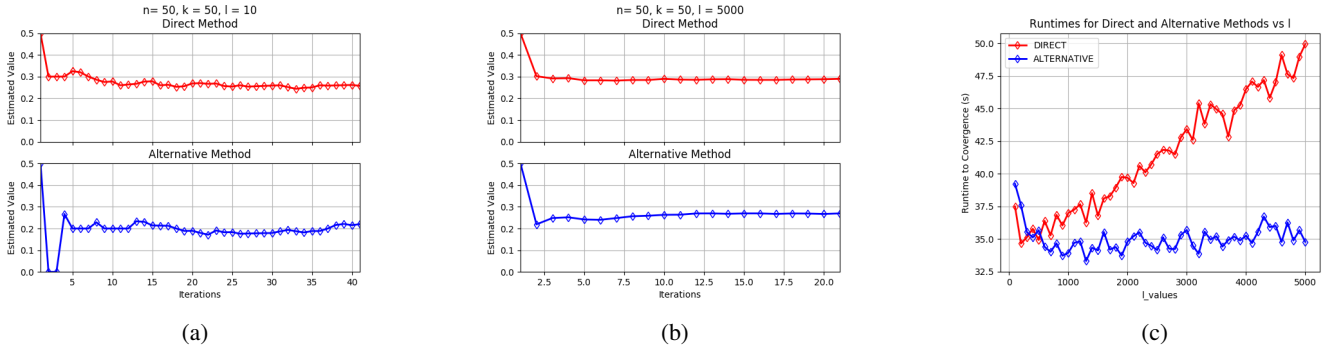 n= 50, k = 50, l = 10
Direct Method
Estimated Value
0.5
0.4
0.3
0.2
0.1
0.0
Alternative Method
Estimated Value
0.5
0.4
0.3
0.2
0.1
0.0
5 10 15 20 25 30 35 40
Iterations
(a)
n= 50, k = 50, l = 5000
Direct Method
Estimated Value
0.5
0.4
0.3
0.2
0.1
0.0
Alternative Method
Estimated Value
0.5
0.4
0.3
0.2
0.1
0.0
2.5 5.0 7.5 10.0 12.5 15.0 17.5 20.0
Iterations
(b)
Runtimes for Direct and Alternative Methods vs l
DIRECT
ALTERNATIVE
Runtime to Covergence (s)
50.0
47.5
45.0
42.5
40.0
37.5
35.0
32.5
0 1000 2000 3000 4000 5000
l_values
(c)